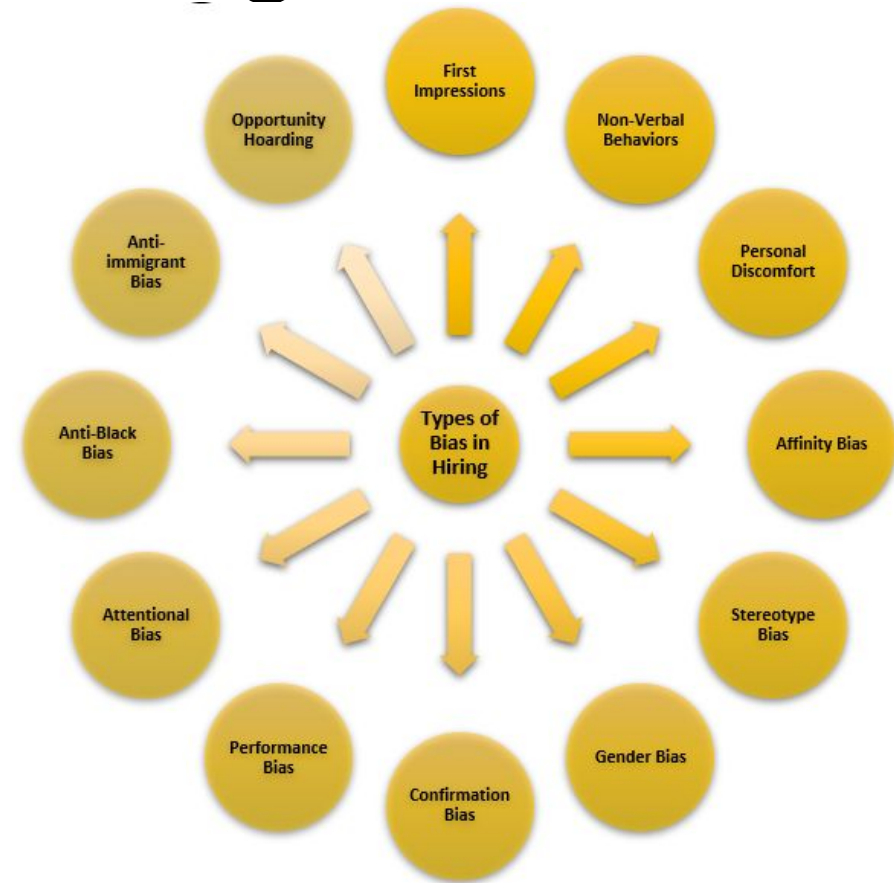 First
Impressions
Non-Verbal
Behaviors
Personal
Discomfort
Affinity Bias
Stereotype
Bias
Gender Bias
Confirmation
Bias
Performance
Bias
Attentional
Bias
Anti-Black
Bias
Anti-
immigrant
Bias
Opportunity
Hoarding
Types of
Bias in
Hiring